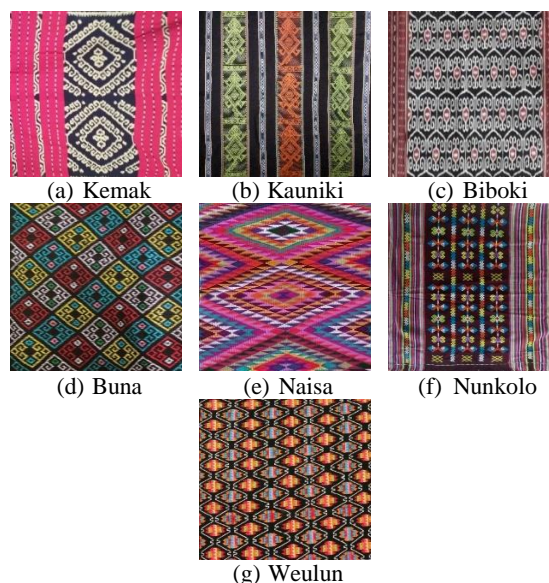 (a) Kemak (b) Kauniki (c) Biboki
(d) Buna (e) Naisa (f) Nunkolo
(g) Weulun